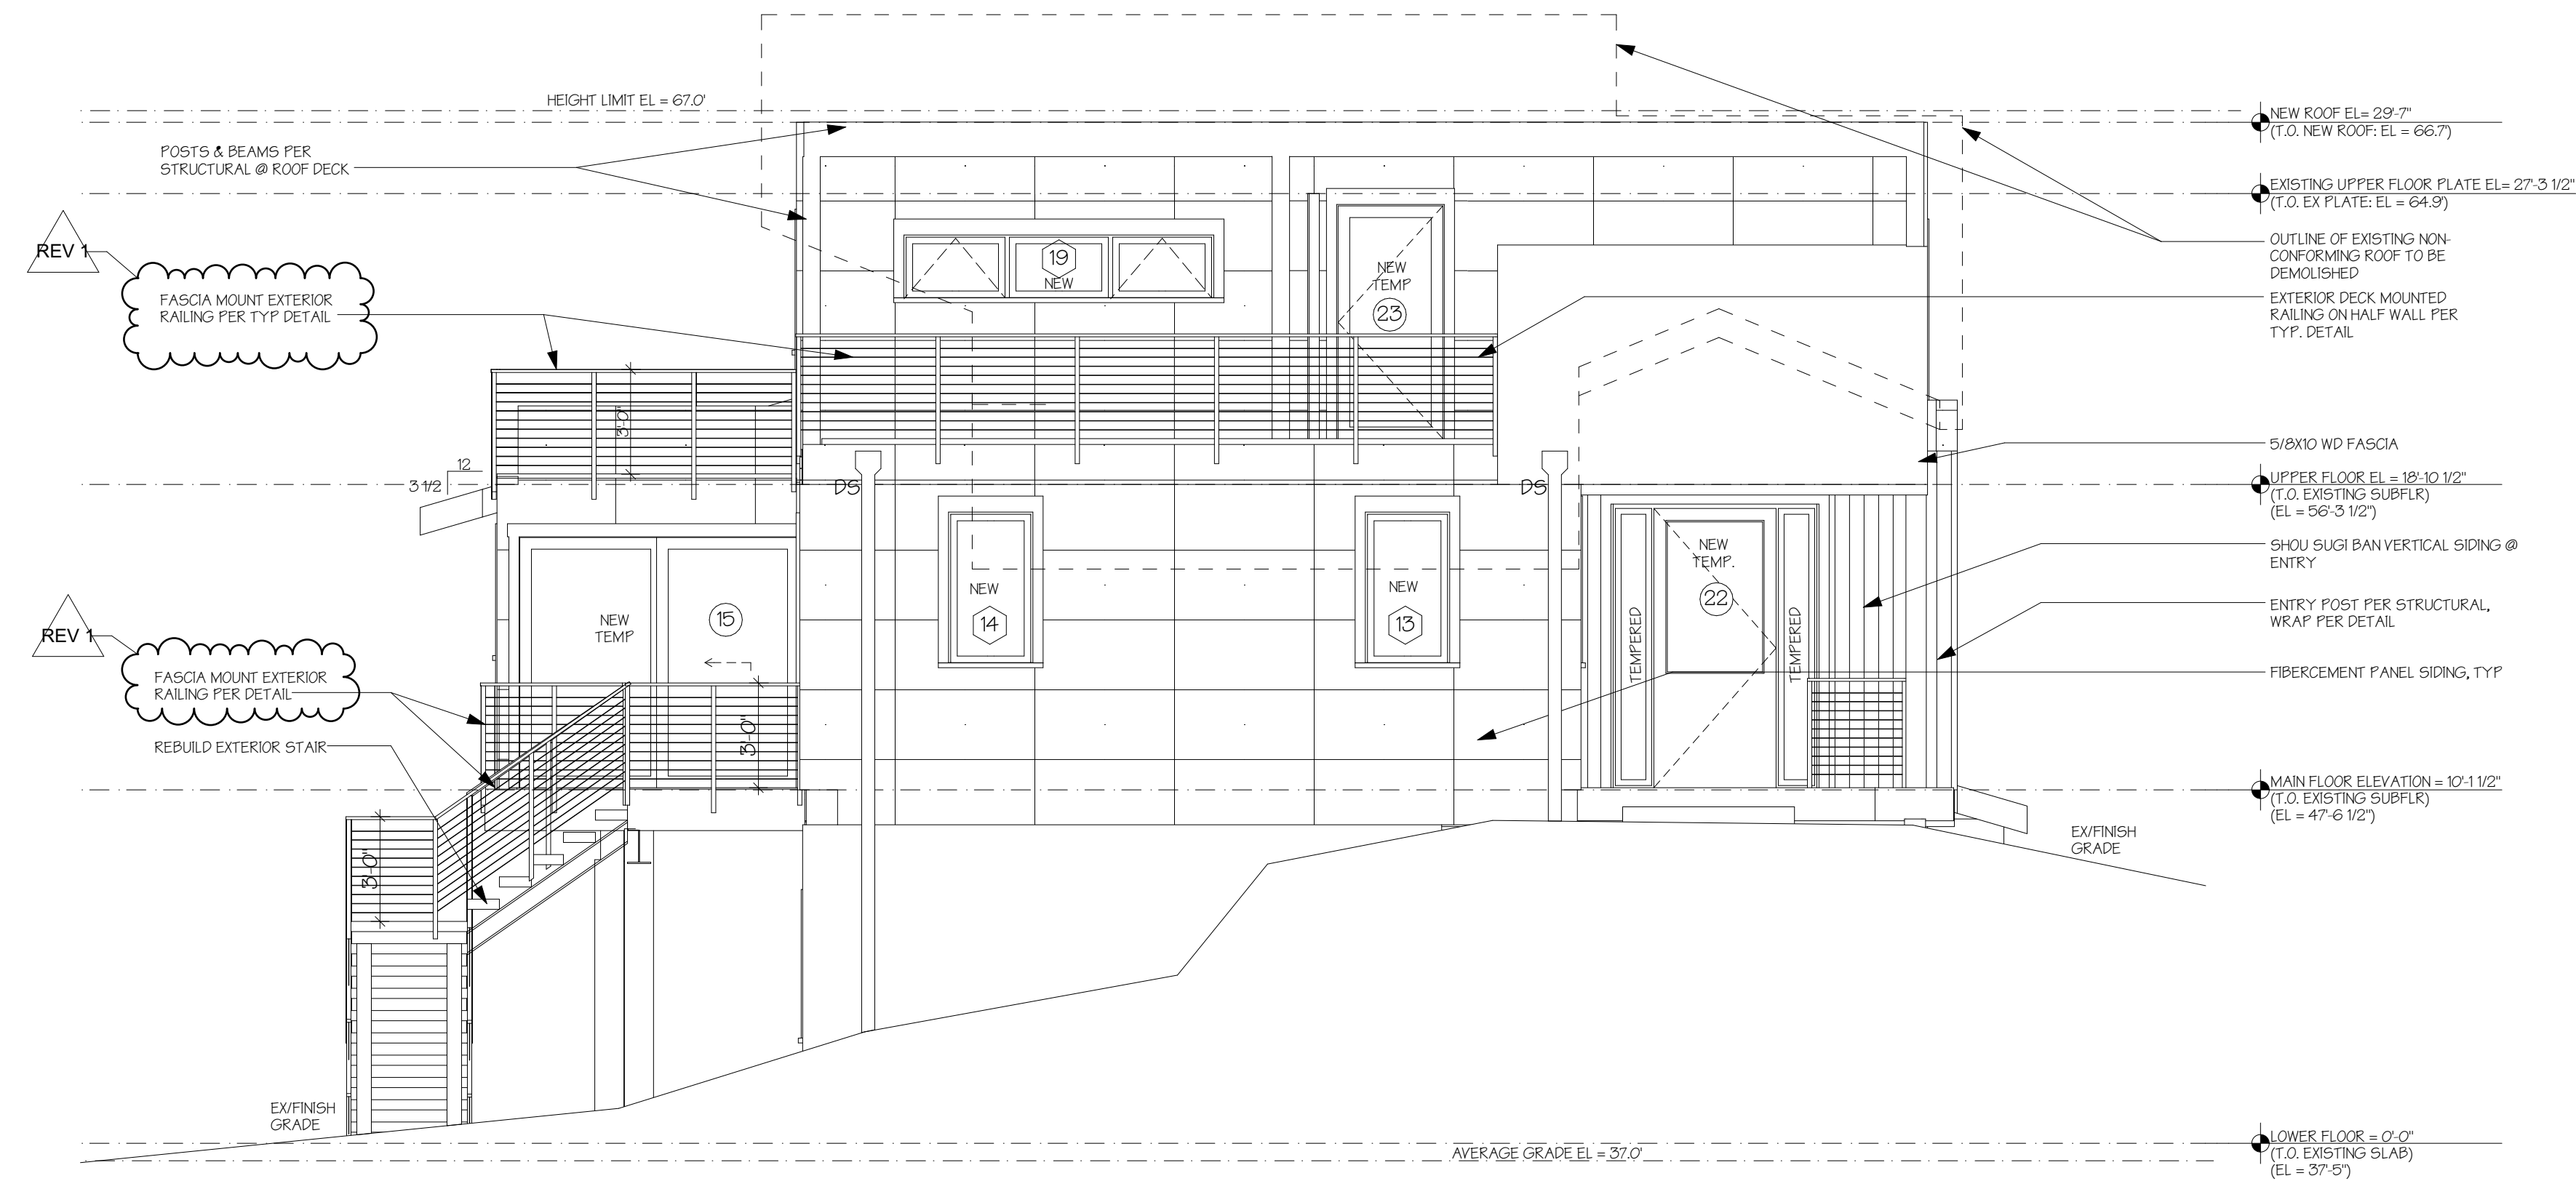 HEIGHT LIMIT EL = 67.0'
NEW ROOF EL= 29'-7"
(T.O. NEW ROOF: EL = 66.7')
POSTS & BEAMS PER
STRUCTURAL @ ROOF DECK
EXISTING UPPER FLOOR PLATE EL= 27'-3 1/2"
(T.O. EX PLATE: EL = 64.9')
REV 1
OUTLINE OF EXISTING NON-
CONFORMING ROOF TO BE
DEMOLISHED
19
NEW
NEW
TEMP
23
FASCIA MOUNT EXTERIOR
RAILING PER TYP DETAIL
EXTERIOR DECK MOUNTED
RAILING ON HALF WALL PER
TYP. DETAIL
3'-0"
5/8X10 WD FASCIA
12
3 1/2
DS
DS
UPPER FLOOR EL = 18'-10 1/2"
(T.O. EXISTING SUBFLR)
(EL = 56'-3 1/2")
SHOU SUGI BAN VERTICAL SIDING @
ENTRY
NEW
TEMP
15
NEW
14
NEW
13
NEW
TEMP.
22
TEMPERED
TEMPERED
ENTRY POST PER STRUCTURAL,
WRAP PER DETAIL
REV 1
FASCIA MOUNT EXTERIOR
RAILING PER DETAIL
FIBERCEMENT PANEL SIDING, TYP
3'-0"
REBUILD EXTERIOR STAIR
MAIN FLOOR ELEVATION = 10'-1 1/2"
(T.O. EXISTING SUBFLR)
(EL = 47'-6 1/2")
EX/FINISH
GRADE
3'-0"
EX/FINISH
GRADE
AVERAGE GRADE EL = 37.0'
LOWER FLOOR = 0'-0"
(T.O. EXISTING SLAB)
(EL = 37'-5")